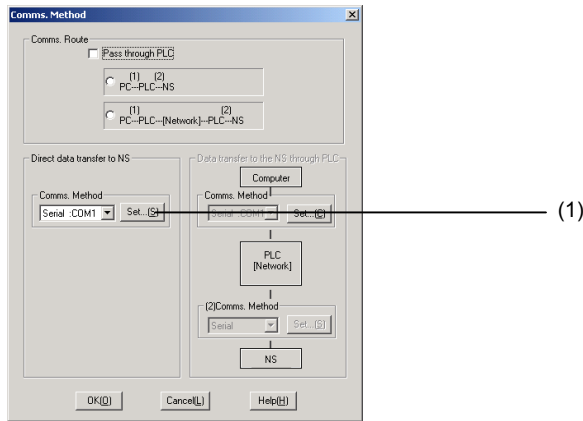 Comms. Method
Comms. Route
Pass through PLC
(1) (2)
PC---PLC---NS
(1) (2)
PC---PLC---[Network]---PLC---NS
Direct data transfer to NS
Comms. Method
Serial :COM1 Set...(S)
Data transfer to the NS through PLC
Computer
Comms. Method
Serial :COM1 Set...(C)
PLC
[Network]
(2)Comms. Method
Serial Set...(S)
NS
OK(O) Cancel(L) Help(H)
(1)